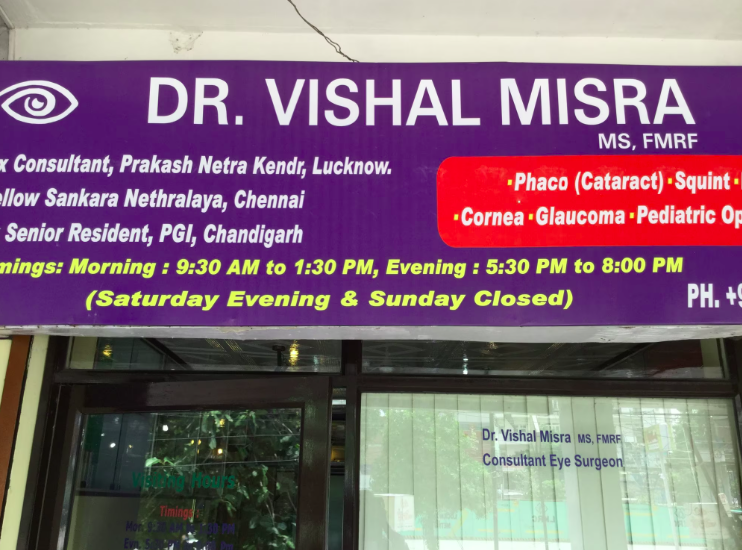 DR. VISHAL MISRA
MS, FMRF
x Consultant, Prakash Netra Kendr, Lucknow.
ellow Sankara Nethralaya, Chennai
Senior Resident, PGI, Chandigarh
·Phaco (Cataract) ·Squint ·
·Cornea ·Glaucoma ·Pediatric Op
mings: Morning : 9:30 AM to 1:30 PM, Evening : 5:30 PM to 8:00 PM
(Saturday Evening & Sunday Closed)
PH. +9
Dr. Vishal Misra MS, FMRF
Consultant Eye Surgeon
Hours
Timings :